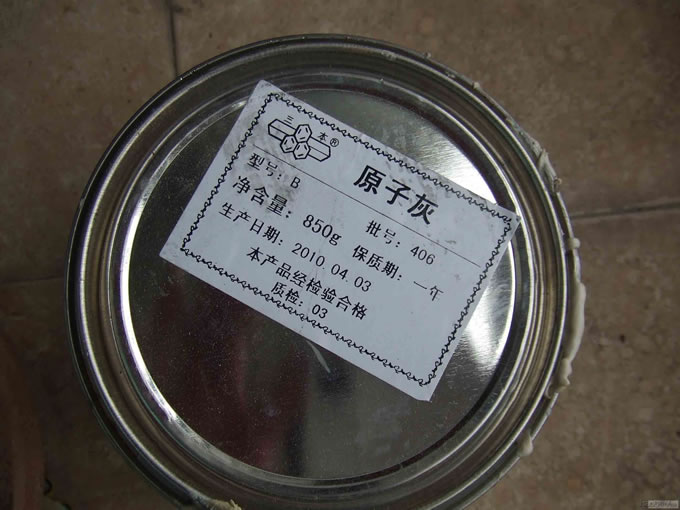 三本®
原子灰
型号: B 批号: 406
净含量: 850g 保质期: 一年
生产日期: 2010.04.03
本产品经检验合格
质检: 03